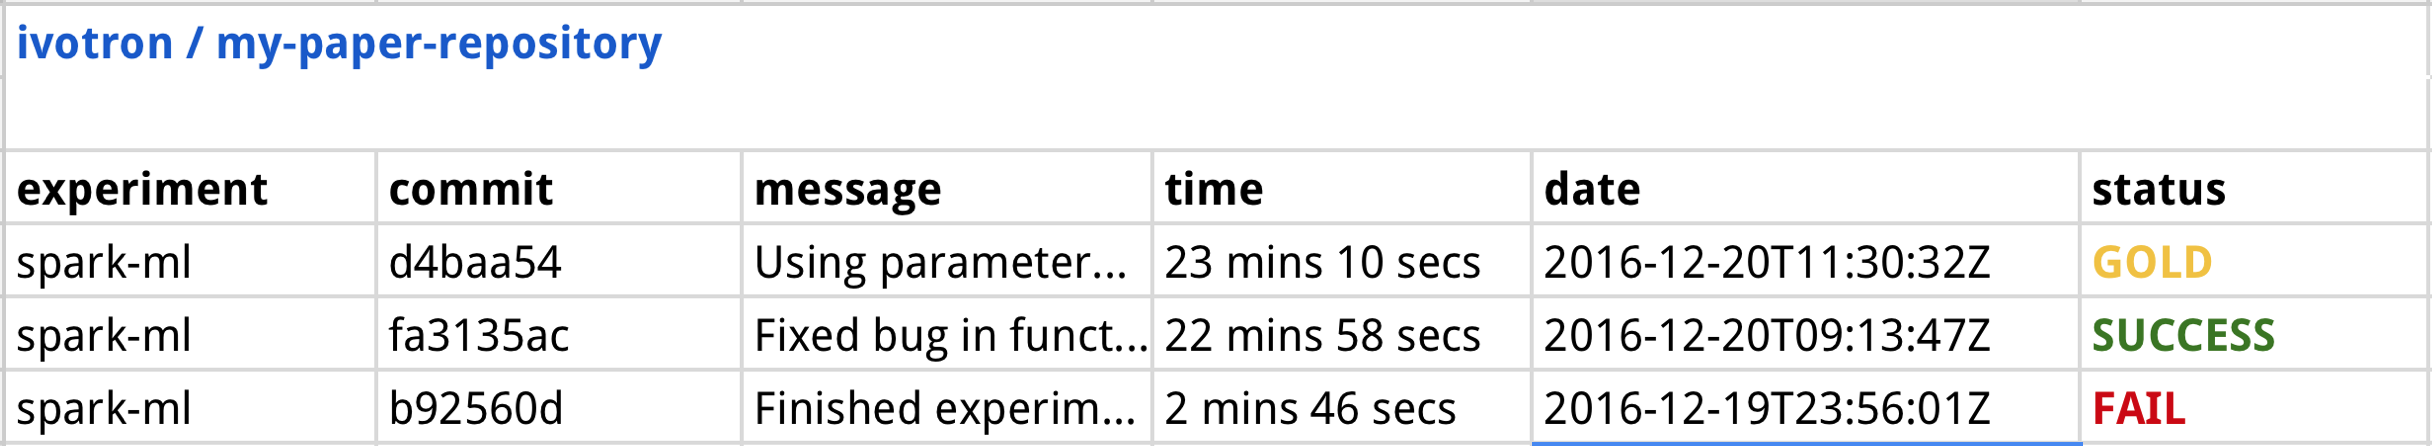 ivotron / my-paper-repository
experiment commit message time date status
spark-ml d4baa54 Using parameter... 23 mins 10 secs 2016-12-20T11:30:32Z GOLD
spark-ml fa3135ac Fixed bug in funct... 22 mins 58 secs 2016-12-20T09:13:47Z SUCCESS
spark-ml b92560d Finished experim... 2 mins 46 secs 2016-12-19T23:56:01Z FAIL